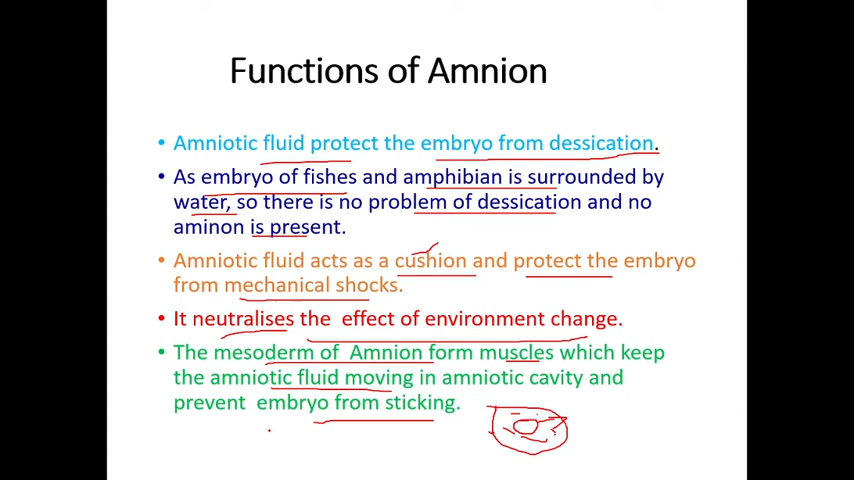 Functions of Amnion
• Amniotic fluid protect the embryo from dessication.
• As embryo of fishes and amphibian is surrounded by
water, so there is no problem of dessication and no
aminon is present.
• Amniotic fluid acts as a cushion and protect the embryo
from mechanical shocks.
• It neutralises the effect of environment change.
• The mesoderm of Amnion form muscles which keep
the amniotic fluid moving in amniotic cavity and
prevent embryo from sticking.